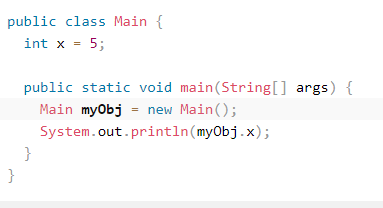 public class Main {
  int x = 5;

  public static void main(String[] args) {
    Main myObj = new Main();
    System.out.println(myObj.x);
  }
}